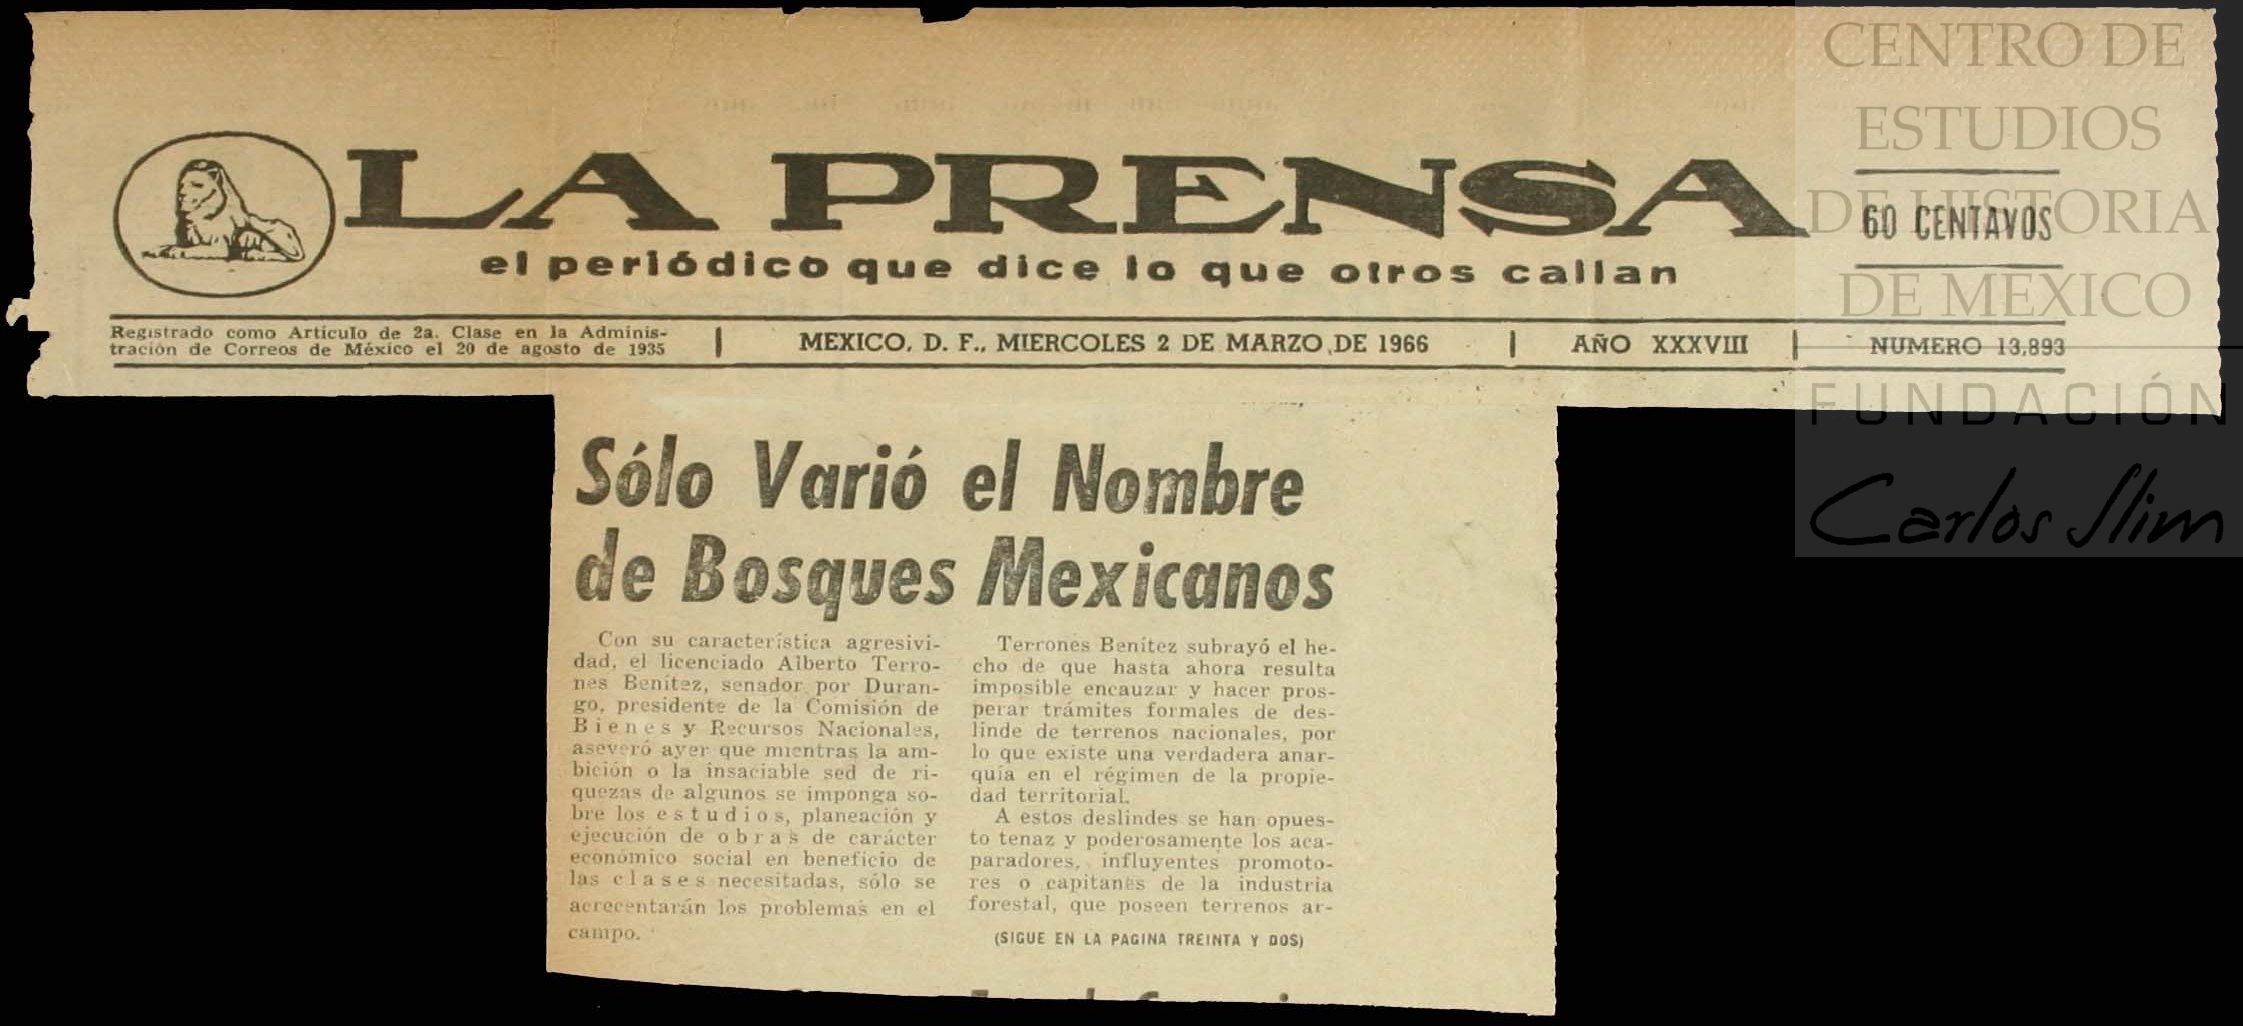 LA PRENSA
el periódico que dice lo que otros callan
60 CENTAVOS
Registrado como Articulo de 2a. Clase en la Adminis-
tración de Correos de México el 20 de agosto de 1935
MEXICO, D. F., MIERCOLES 2 DE MARZO DE 1966
AÑO XXXVIII
NUMERO 13,893
CENTRO DE
ESTUDIOS
DE HISTORIA
DE MEXICO
FUNDACIÓN
Carlos Slim
Sólo Varió el Nombre
de Bosques Mexicanos
Con su característica agresivi-
dad, el licenciado Alberto Terro-
nes Benítez, senador por Duran-
go, presidente de la Comisión de
Bienes y Recursos Nacionales,
aseveró ayer que mientras la am-
bición o la insaciable sed de ri-
quezas de algunos se imponga so-
bre los estudios, planeación y
ejecución de obras de carácter
económico social en beneficio de
las clases necesitadas, sólo se
acrecentarán los problemas en el
campo.
Terrones Benítez subrayó el he-
cho de que hasta ahora resulta
imposible encauzar y hacer pros-
perar trámites formales de des-
linde de terrenos nacionales, por
lo que existe una verdadera anar-
quía en el régimen de la propie-
dad territorial.
A estos deslindes se han opues-
to tenaz y poderosamente los aca-
paradores, influyentes promoto-
res o capitanes de la industria
forestal, que poseen terrenos ar-
(SIGUE EN LA PAGINA TREINTA Y DOS)